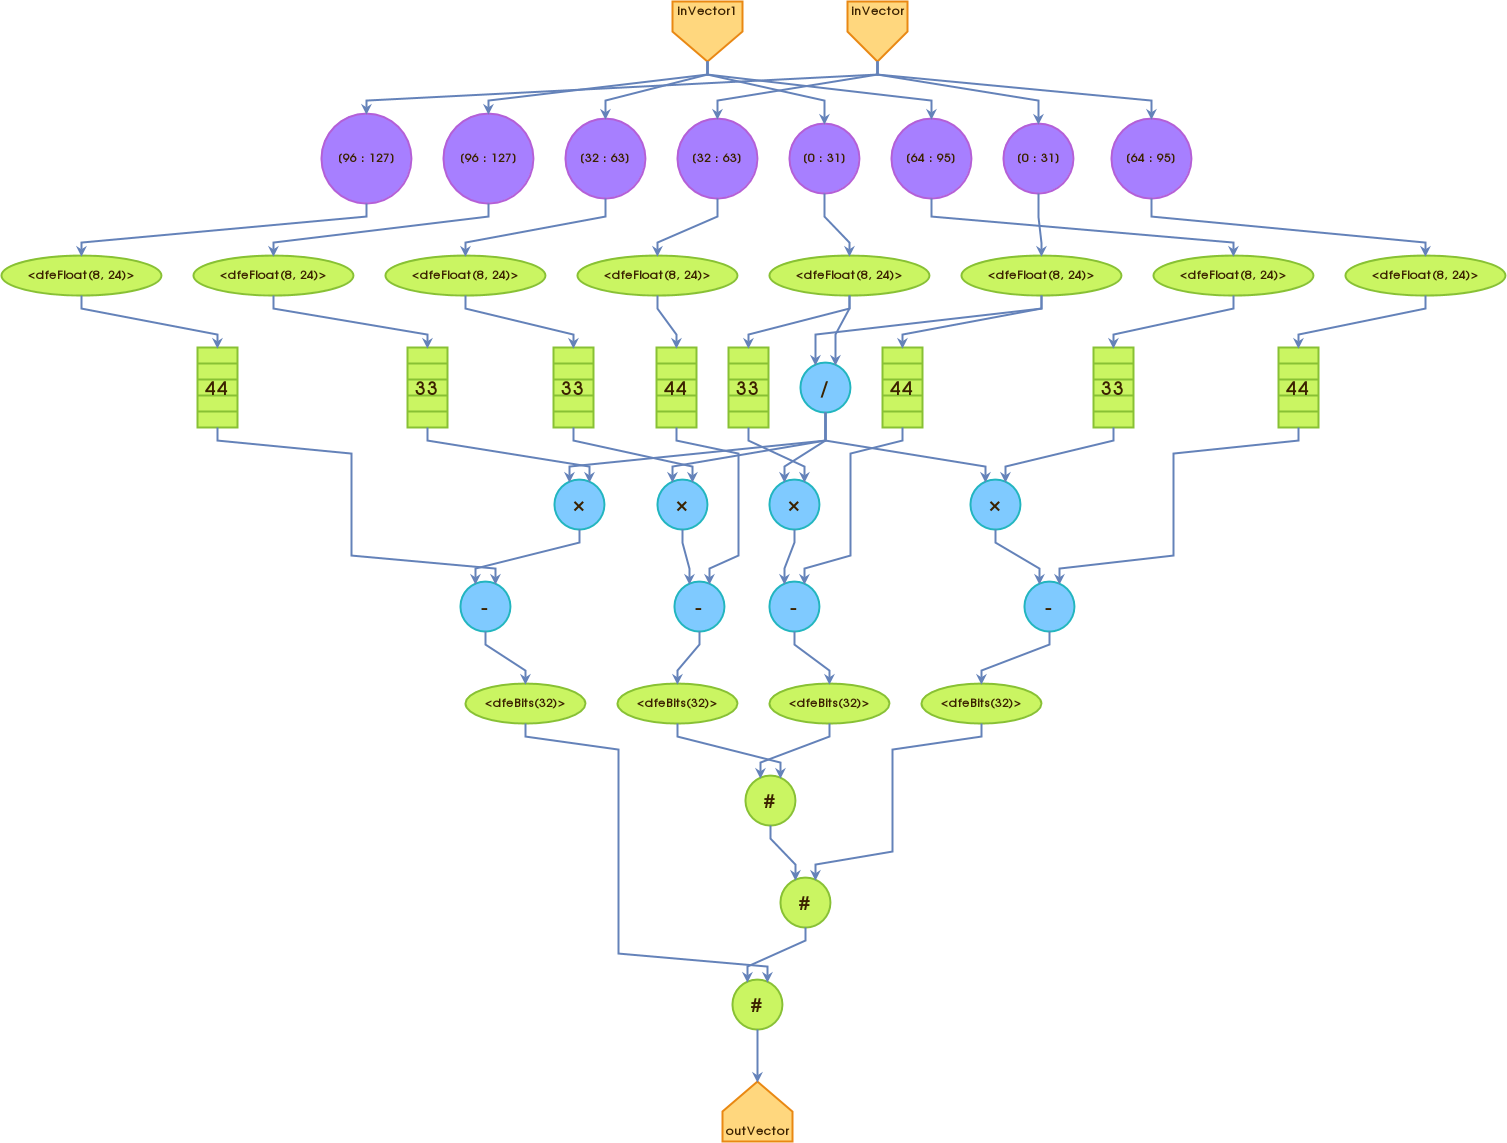 inVector1 inVector
[96 : 127] [96 : 127] [32 : 63] [32 : 63] [0 : 31] [64 : 95] [0 : 31] [64 : 95]
<dfeFloat(8, 24)> <dfeFloat(8, 24)> <dfeFloat(8, 24)> <dfeFloat(8, 24)> <dfeFloat(8, 24)> <dfeFloat(8, 24)> <dfeFloat(8, 24)> <dfeFloat(8, 24)>
44 33 33 44 33 / 44 33 44
× × × ×
- - - -
<dfeBits(32)> <dfeBits(32)> <dfeBits(32)> <dfeBits(32)>
#
#
#
outVector